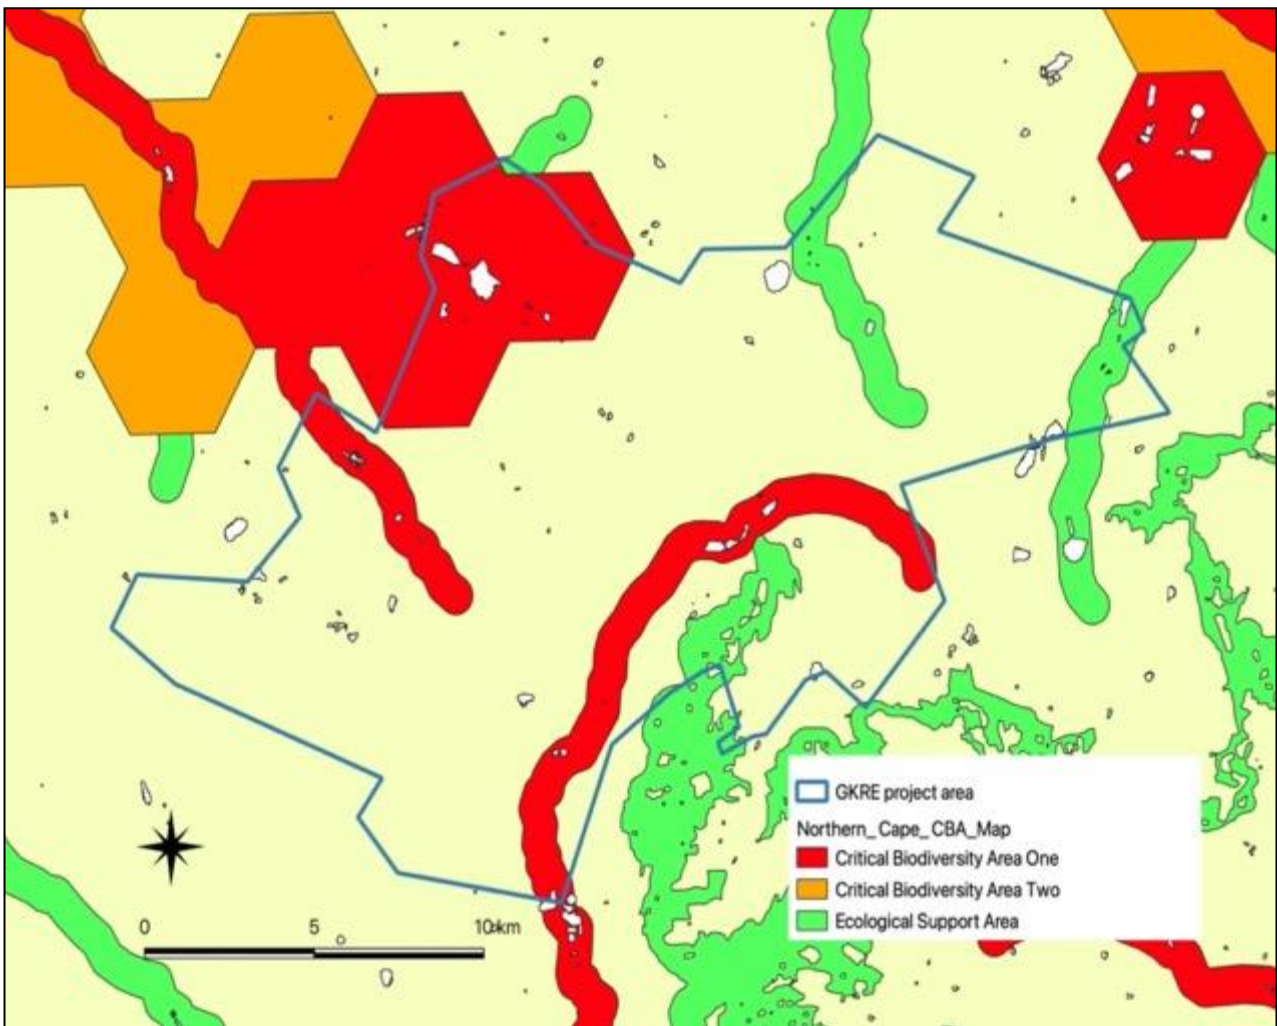 GKRE project area
Northern_Cape_CBA_Map
Critical Biodiversity Area One
Critical Biodiversity Area Two
Ecological Support Area
0 5 10 km